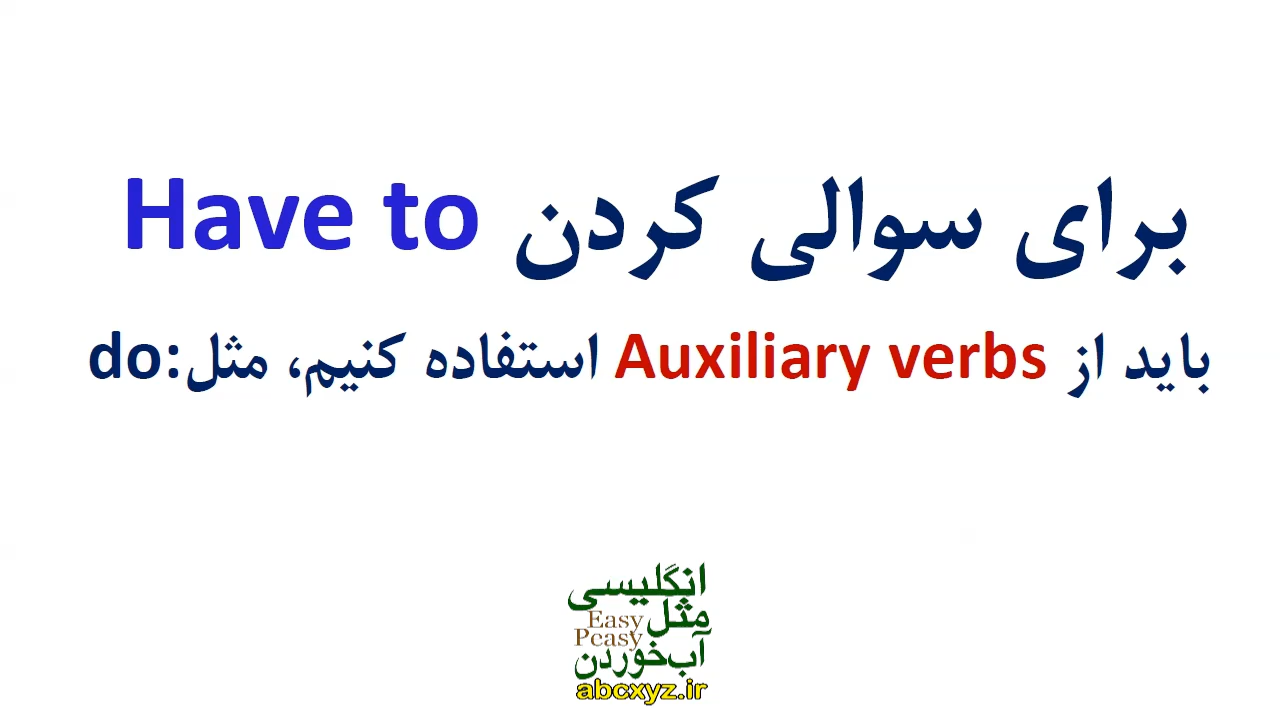 برای سوالی کردن Have to
باید از Auxiliary verbs استفاده کنیم، مثل:do
انگلیسی
مثل Easy
Peasy
آب‌خوردن
abcxyz.ir